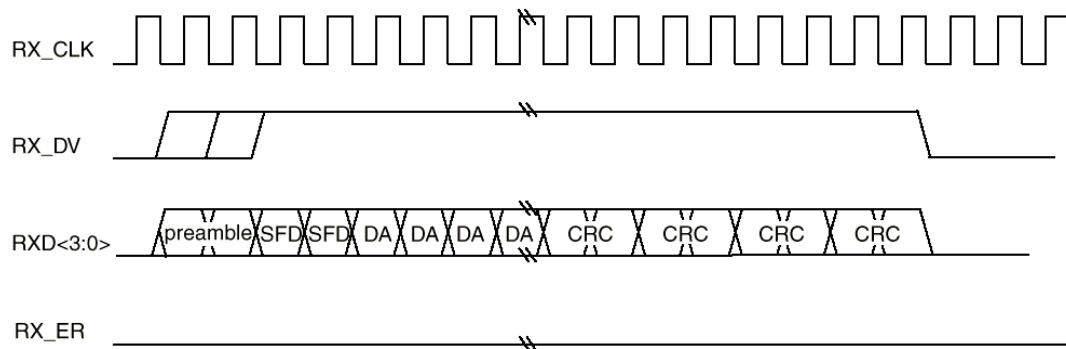 RX_CLK
RX_DV
RXD<3:0> preamble SFD SFD DA DA DA DA CRC CRC CRC CRC
RX_ER